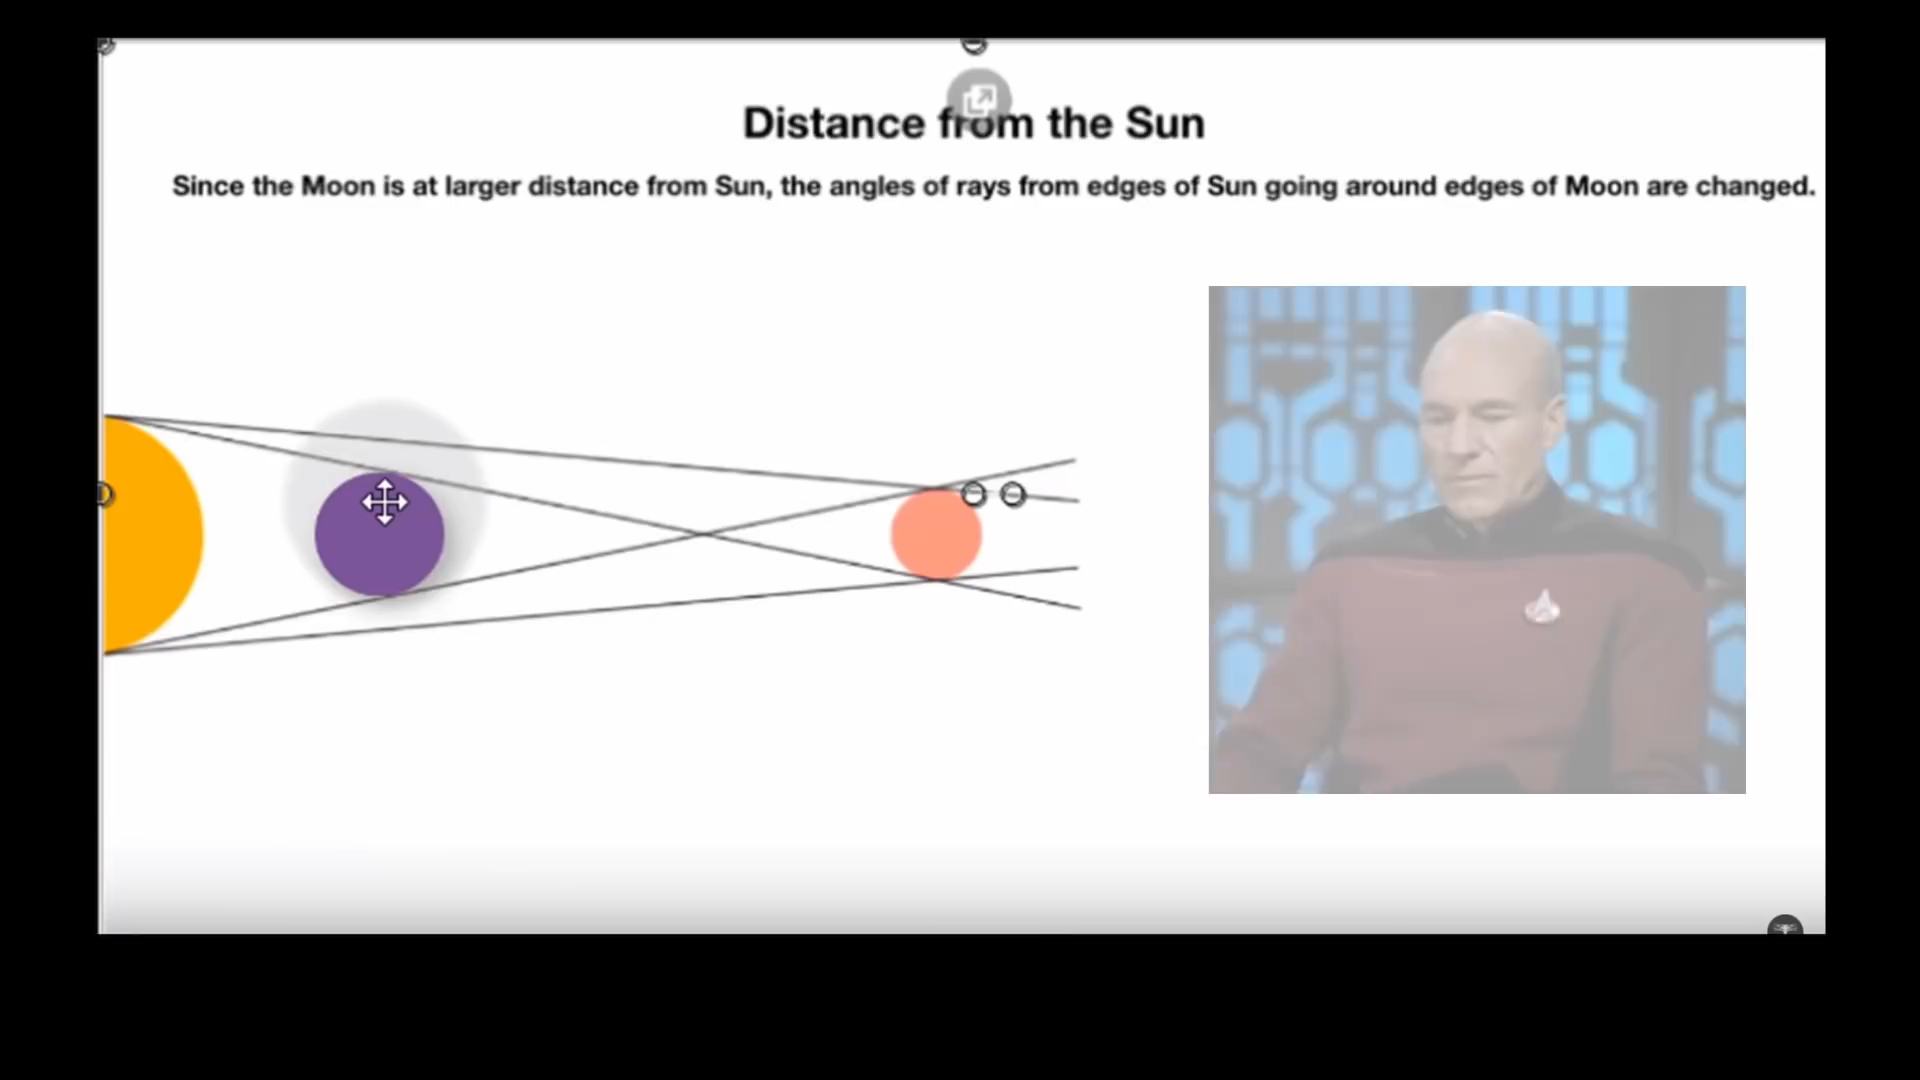 Distance from the Sun
Since the Moon is at larger distance from Sun, the angles of rays from edges of Sun going around edges of Moon are changed.